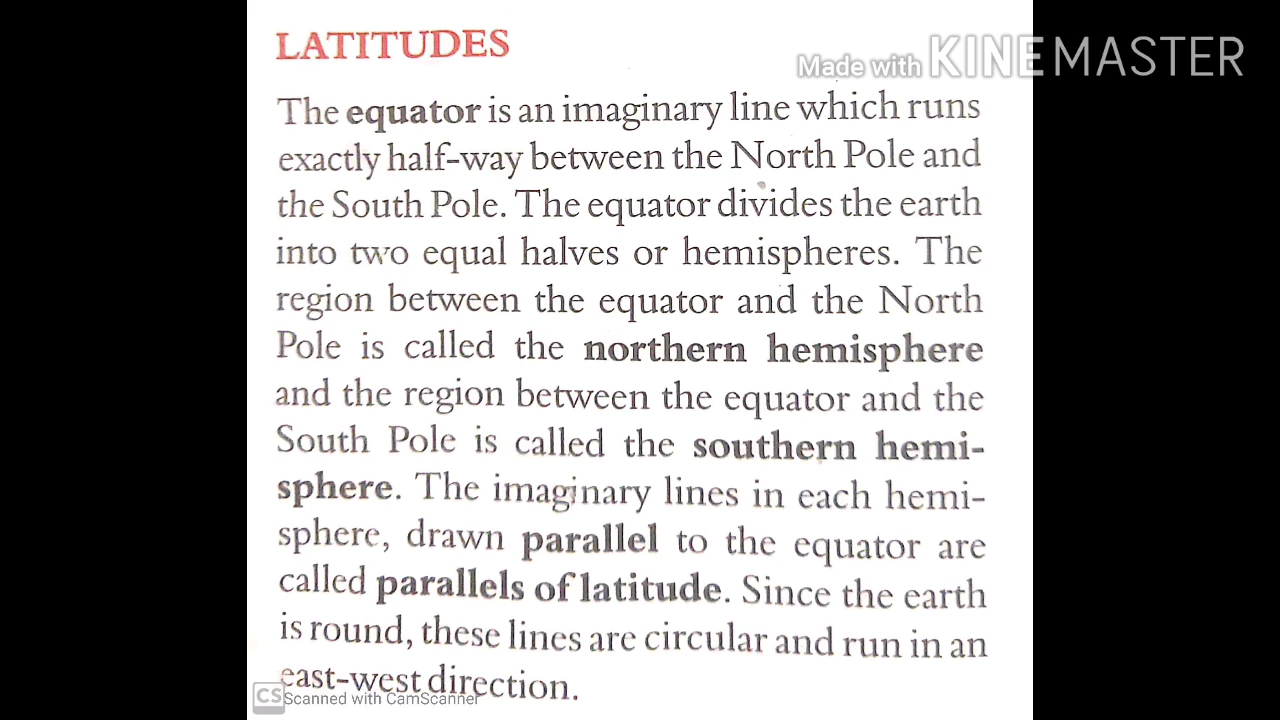 LATITUDES
Made with KINEMASTER
The equator is an imaginary line which runs
exactly half-way between the North Pole and
the South Pole. The equator divides the earth
into two equal halves or hemispheres. The
region between the equator and the North
Pole is called the northern hemisphere
and the region between the equator and the
South Pole is called the southern hemi-
sphere. The imaginary lines in each hemi-
sphere, drawn parallel to the equator are
called parallels of latitude. Since the earth
is round, these lines are circular and run in an
east-west direction.
CS Scanned with CamScanner